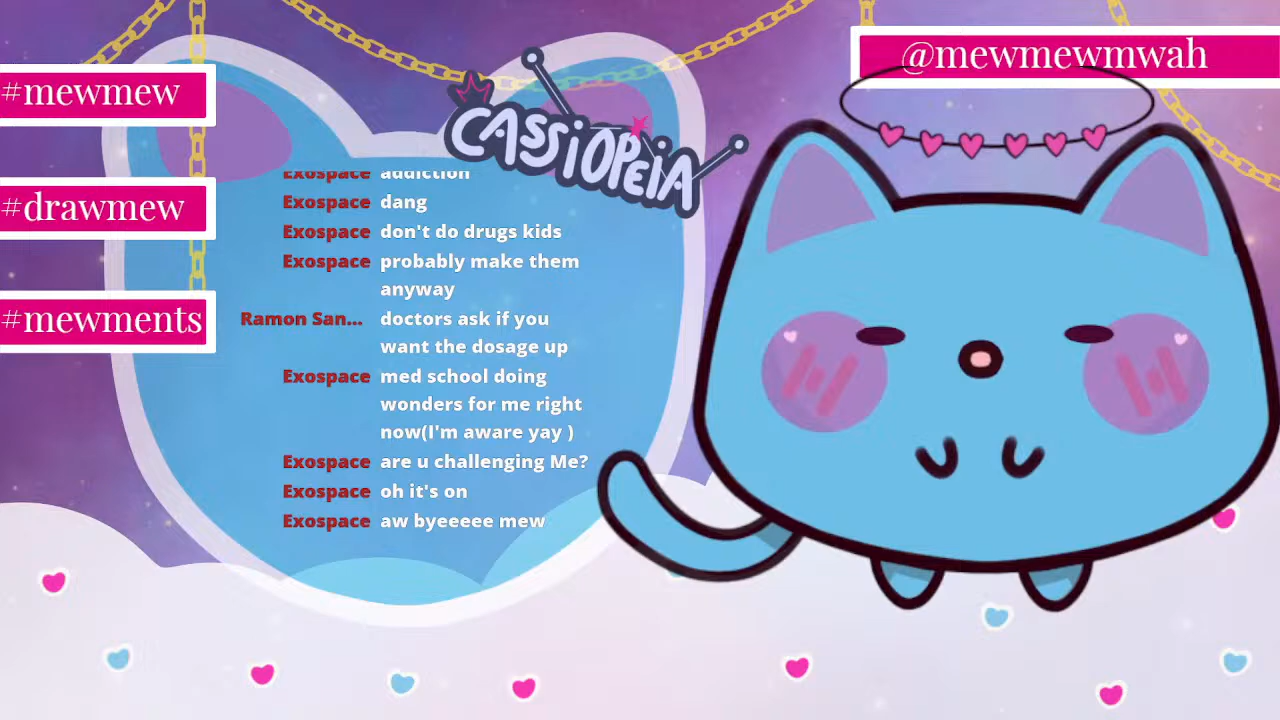 @mewmewmwah
#mewmew
#drawmew
#mewments
CASSIOPEIA
Exospace addiction
Exospace dang
Exospace don't do drugs kids
Exospace probably make them
anyway
Ramon San... doctors ask if you
want the dosage up
Exospace med school doing
wonders for me right
now(I'm aware yay )
Exospace are u challenging Me?
Exospace oh it's on
Exospace aw byeeeee mew